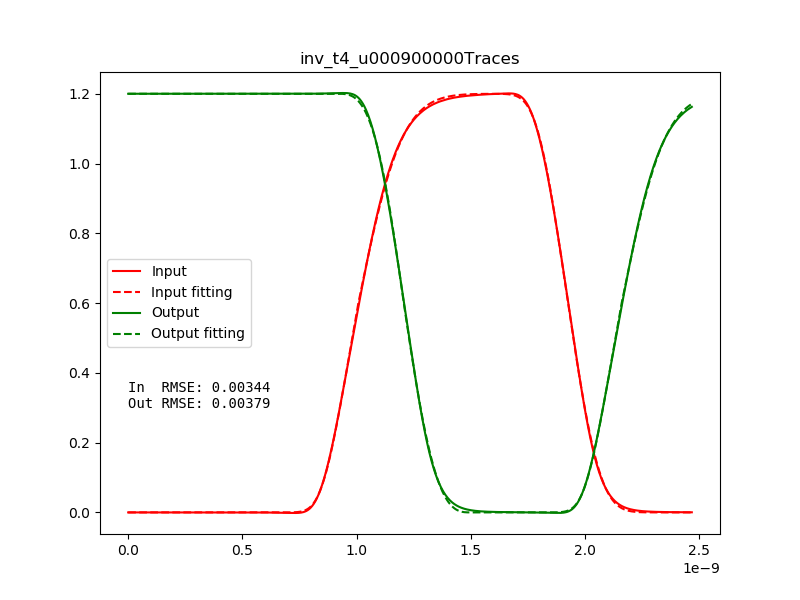 inv_t4_u000900000Traces
1.2
1.0
0.8
0.6
0.4
0.2
0.0
Input
Input fitting
Output
Output fitting
In  RMSE: 0.00344
Out RMSE: 0.00379
0.0 0.5 1.0 1.5 2.0 2.5
1e−9